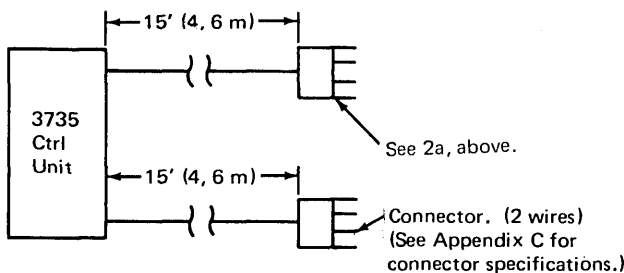 15' (4, 6 m)
3735
Ctrl
Unit
See 2a, above.
15' (4, 6 m)
Connector. (2 wires)
(See Appendix C for
connector specifications.)